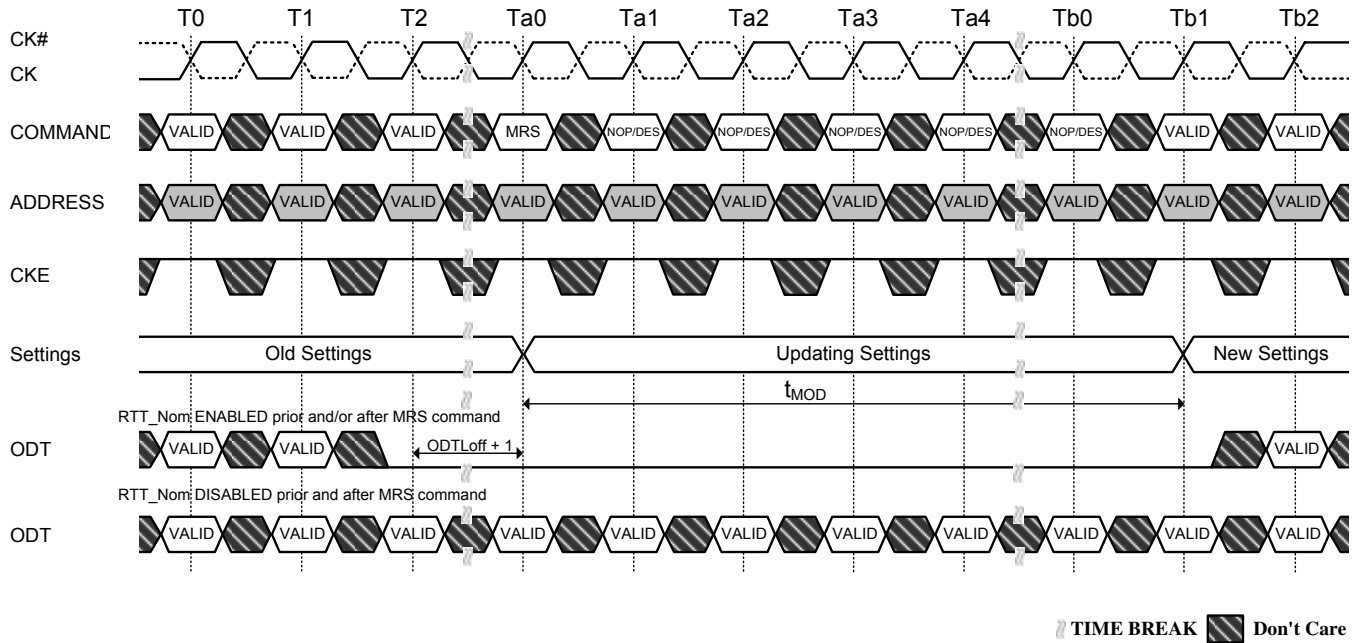 T0 T1 T2 Ta0 Ta1 Ta2 Ta3 Ta4 Tb0 Tb1 Tb2
CK#
CK
COMMAND VALID VALID VALID MRS NOP/DES NOP/DES NOP/DES NOP/DES NOP/DES VALID VALID
ADDRESS VALID VALID VALID VALID VALID VALID VALID VALID VALID VALID VALID
CKE
Settings Old Settings Updating Settings New Settings
tMOD
RTT_Nom ENABLED prior and/or after MRS command
ODT VALID VALID ODTLoff + 1 VALID
RTT_Nom DISABLED prior and after MRS command
ODT VALID VALID VALID VALID VALID VALID VALID VALID VALID VALID VALID
TIME BREAK Don't Care